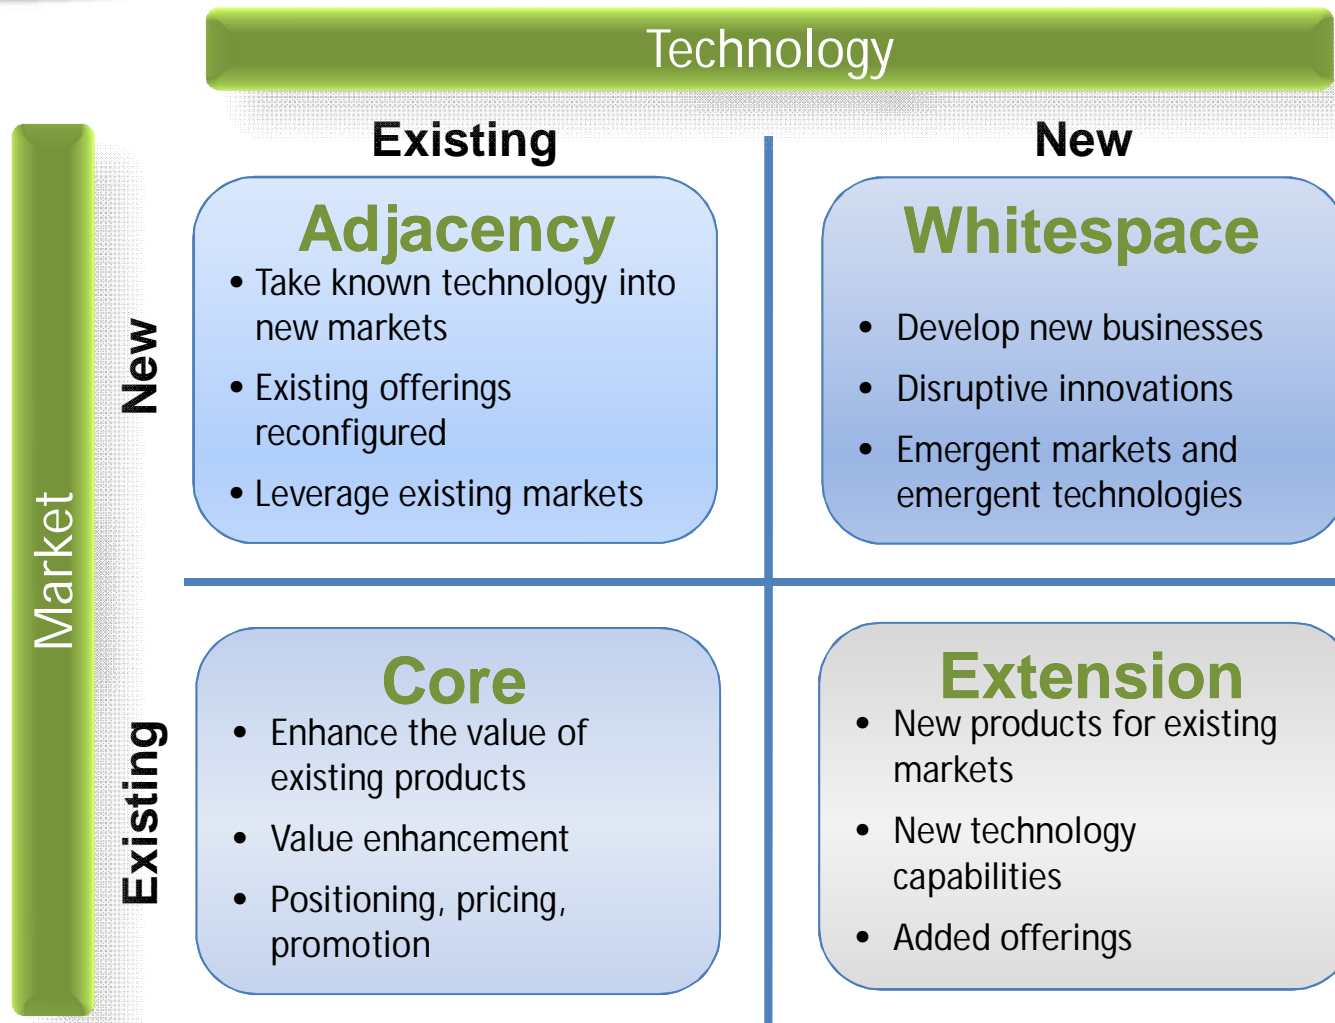 Technology
Existing
New
Market
New
Adjacency
• Take known technology into
new markets
• Existing offerings
reconfigured
• Leverage existing markets
Whitespace
• Develop new businesses
• Disruptive innovations
• Emergent markets and
emergent technologies
Existing
Core
• Enhance the value of
existing products
• Value enhancement
• Positioning, pricing,
promotion
Extension
• New products for existing
markets
• New technology
capabilities
• Added offerings